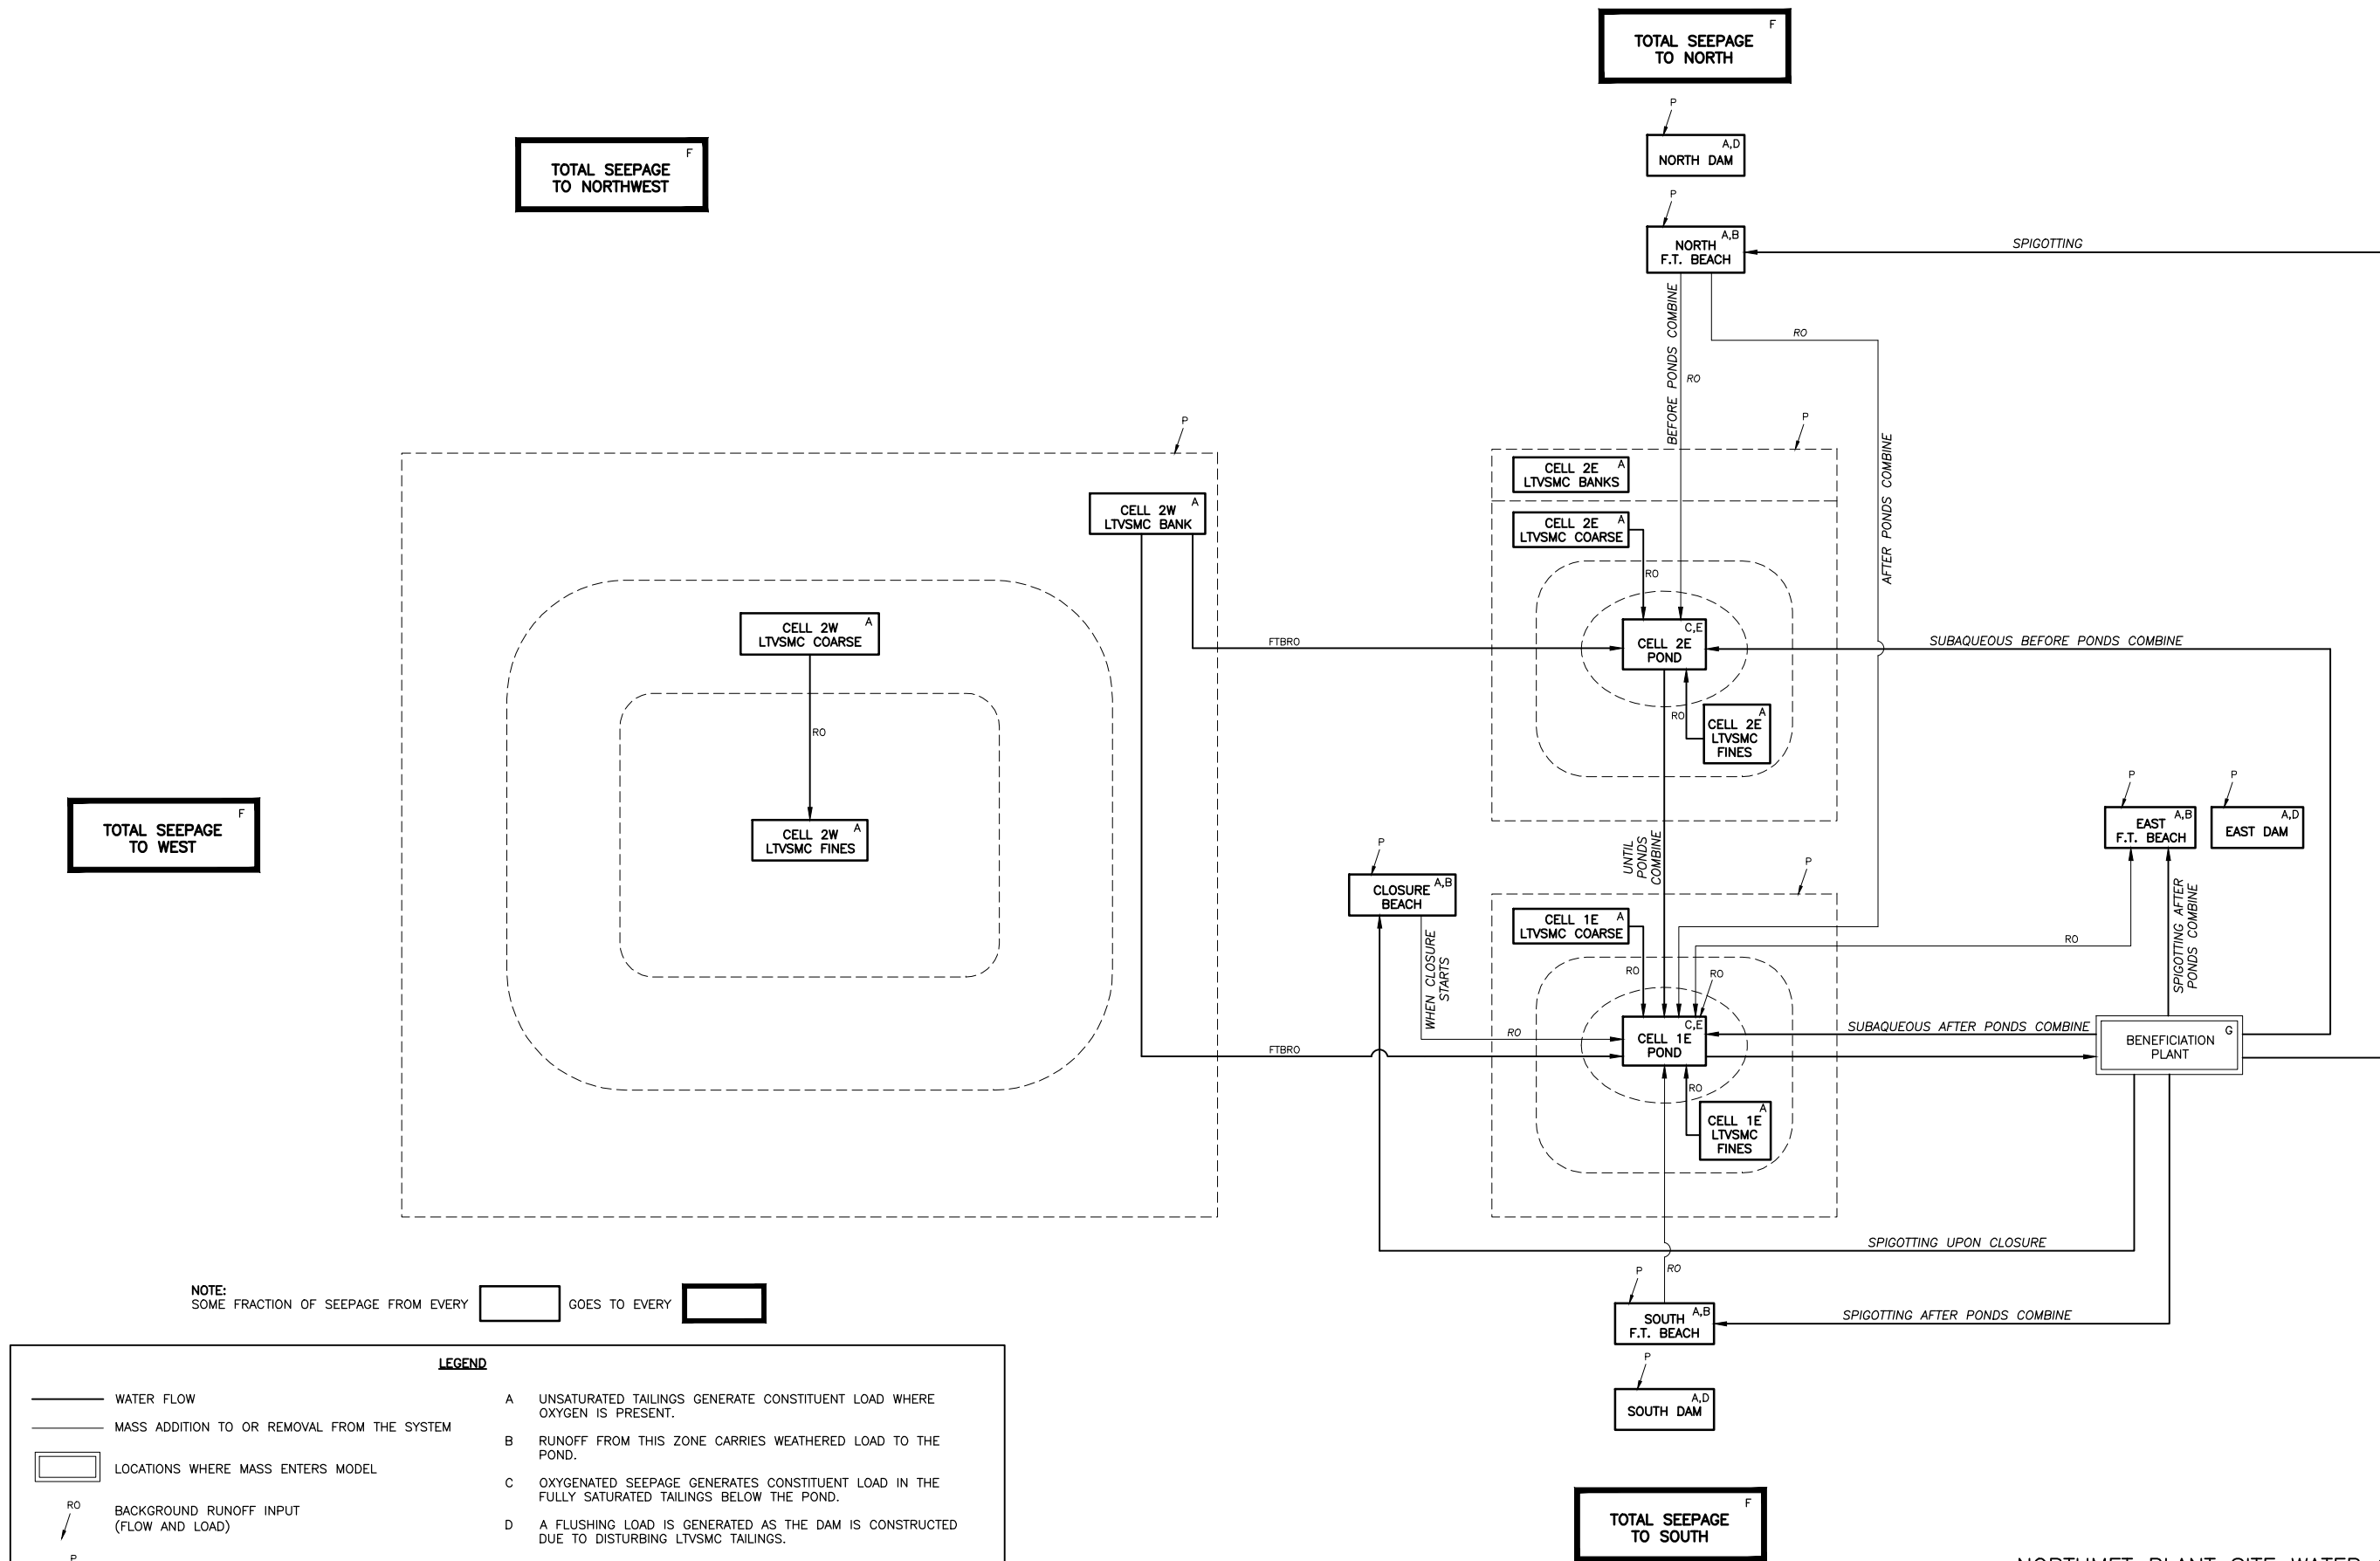 F
TOTAL SEEPAGE
TO NORTH
P
A,D
NORTH DAM
F
TOTAL SEEPAGE
TO NORTHWEST
P
A,B
NORTH
F.T. BEACH
SPIGOTTING
BEFORE PONDS COMBINE
RO
RO
AFTER PONDS COMBINE
P
P
CELL 2E A
LTVSMC BANKS
CELL 2W A
LTVSMC BANK
CELL 2E A
LTVSMC COARSE
RO
CELL 2W A
LTVSMC COARSE
FTBRO
C,E
CELL 2E
POND
SUBAQUEOUS BEFORE PONDS COMBINE
RO
RO
A
CELL 2E
LTVSMC
FINES
F
TOTAL SEEPAGE
TO WEST
CELL 2W A
LTVSMC FINES
UNTIL
PONDS
COMBINE
P
P
P
P
A,B
EAST
F.T. BEACH
A,D
EAST DAM
CLOSURE A,B
BEACH
CELL 1E A
LTVSMC COARSE
WHEN CLOSURE
STARTS
SPIGOTTING AFTER
PONDS COMBINE
RO
RO
RO
RO
FTBRO
C,E
CELL 1E
POND
SUBAQUEOUS AFTER PONDS COMBINE
G
BENEFICIATION
PLANT
RO
A
CELL 1E
LTVSMC
FINES
SPIGOTTING UPON CLOSURE
RO
P
A,B
SOUTH
F.T. BEACH
SPIGOTTING AFTER PONDS COMBINE
P
A,D
SOUTH DAM
F
TOTAL SEEPAGE
TO SOUTH
NOTE:
SOME FRACTION OF SEEPAGE FROM EVERY GOES TO EVERY
LEGEND
WATER FLOW
MASS ADDITION TO OR REMOVAL FROM THE SYSTEM
LOCATIONS WHERE MASS ENTERS MODEL
RO BACKGROUND RUNOFF INPUT
(FLOW AND LOAD)
P
A UNSATURATED TAILINGS GENERATE CONSTITUENT LOAD WHERE
OXYGEN IS PRESENT.
B RUNOFF FROM THIS ZONE CARRIES WEATHERED LOAD TO THE
POND.
C OXYGENATED SEEPAGE GENERATES CONSTITUENT LOAD IN THE
FULLY SATURATED TAILINGS BELOW THE POND.
D A FLUSHING LOAD IS GENERATED AS THE DAM IS CONSTRUCTED
DUE TO DISTURBING LTVSMC TAILINGS.
NORTHMET PLANT SITE WATER